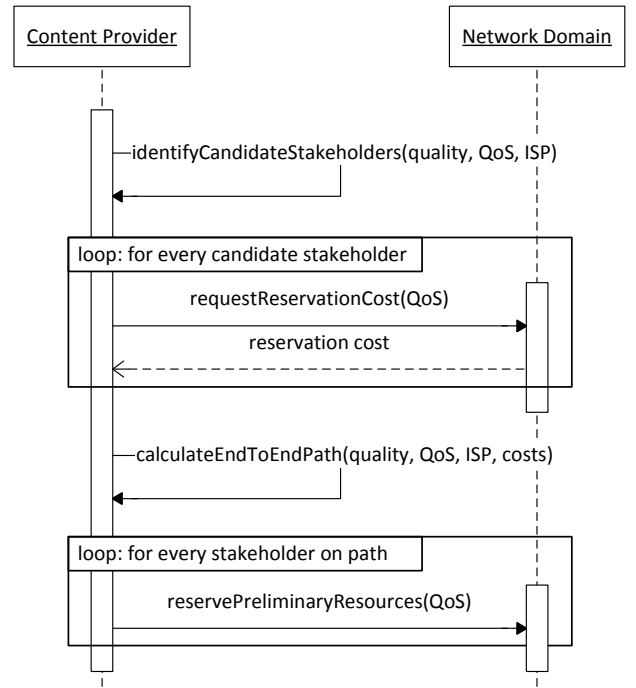 Content Provider
Network Domain
identifyCandidateStakeholders(quality, QoS, ISP)
loop: for every candidate stakeholder
requestReservationCost(QoS)
reservation cost
calculateEndToEndPath(quality, QoS, ISP, costs)
loop: for every stakeholder on path
reservePreliminaryResources(QoS)